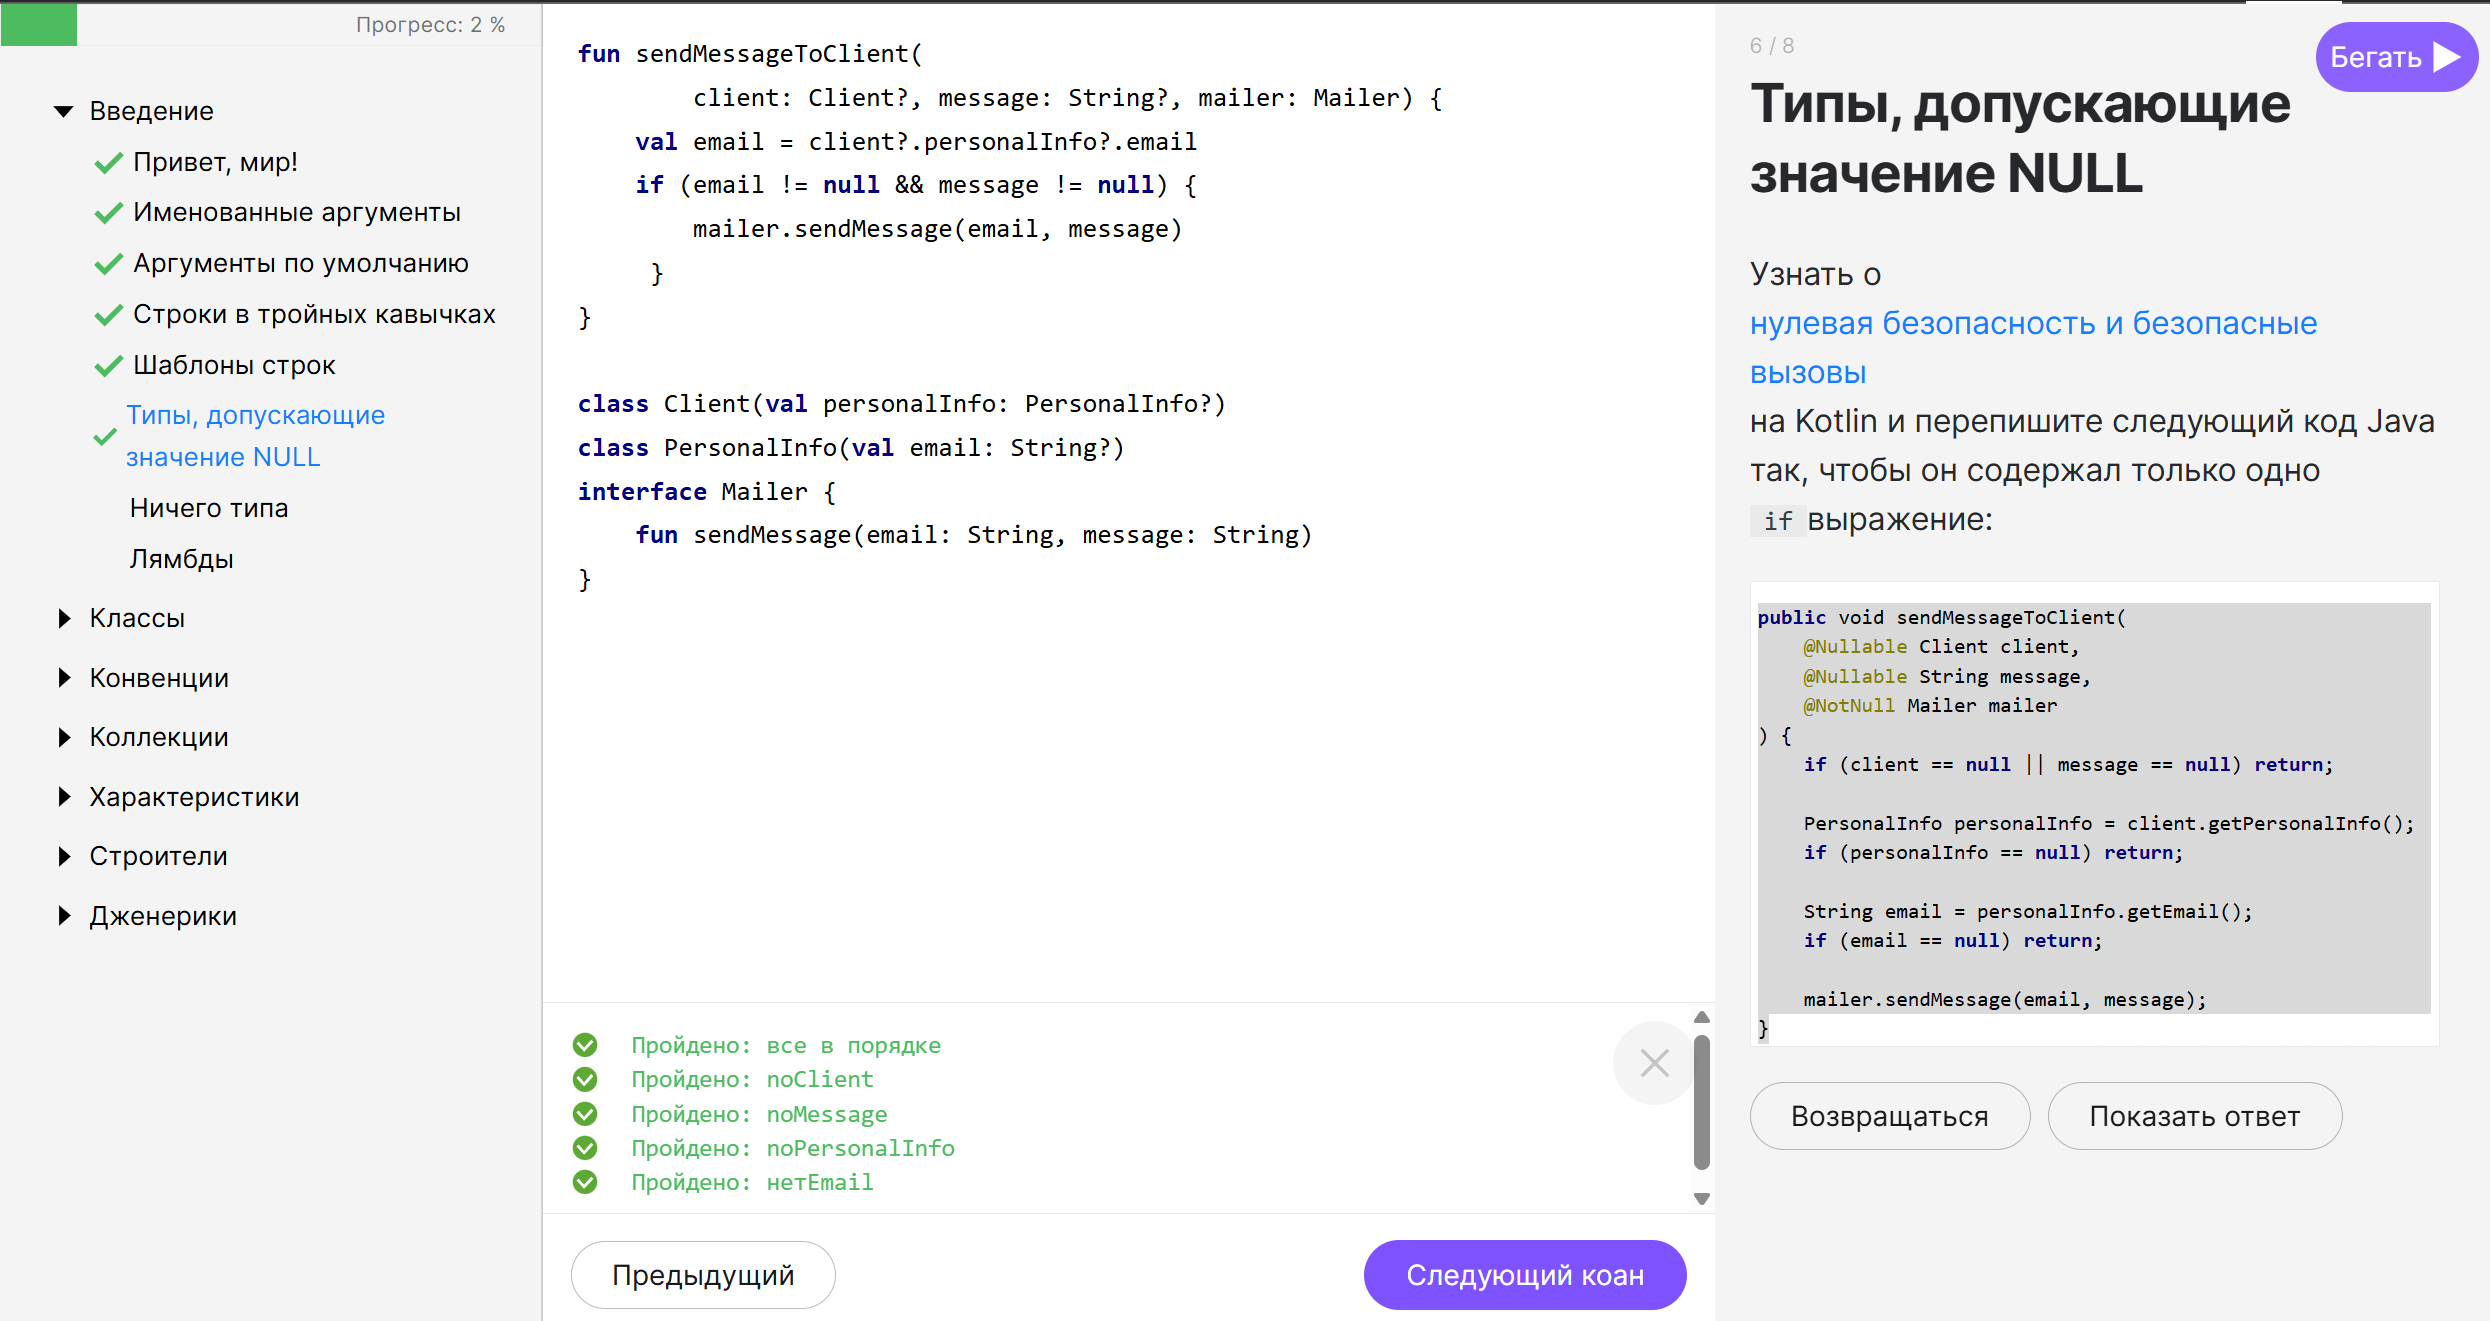 Прогресс: 2 %
Введение
Привет, мир!
Именованные аргументы
Аргументы по умолчанию
Строки в тройных кавычках
Шаблоны строк
Типы, допускающие
значение NULL
Ничего типа
Лямбды
Классы
Конвенции
Коллекции
Характеристики
Строители
Дженерики
fun sendMessageToClient(
        client: Client?, message: String?, mailer: Mailer) {
    val email = client?.personalInfo?.email
    if (email != null && message != null) {
        mailer.sendMessage(email, message)
     }
}
class Client(val personalInfo: PersonalInfo?)
class PersonalInfo(val email: String?)
interface Mailer {
    fun sendMessage(email: String, message: String)
}
Пройдено: все в порядке
Пройдено: noClient
Пройдено: noMessage
Пройдено: noPersonalInfo
Пройдено: нетEmail
Предыдущий
Следующий коан
6 / 8
Бегать
Типы, допускающие
значение NULL
Узнать о
нулевая безопасность и безопасные
вызовы
на Kotlin и перепишите следующий код Java
так, чтобы он содержал только одно
if выражение:
public void sendMessageToClient(
    @Nullable Client client,
    @Nullable String message,
    @NotNull Mailer mailer
) {
    if (client == null || message == null) return;
    PersonalInfo personalInfo = client.getPersonalInfo();
    if (personalInfo == null) return;
    String email = personalInfo.getEmail();
    if (email == null) return;
    mailer.sendMessage(email, message);
}
Возвращаться
Показать ответ